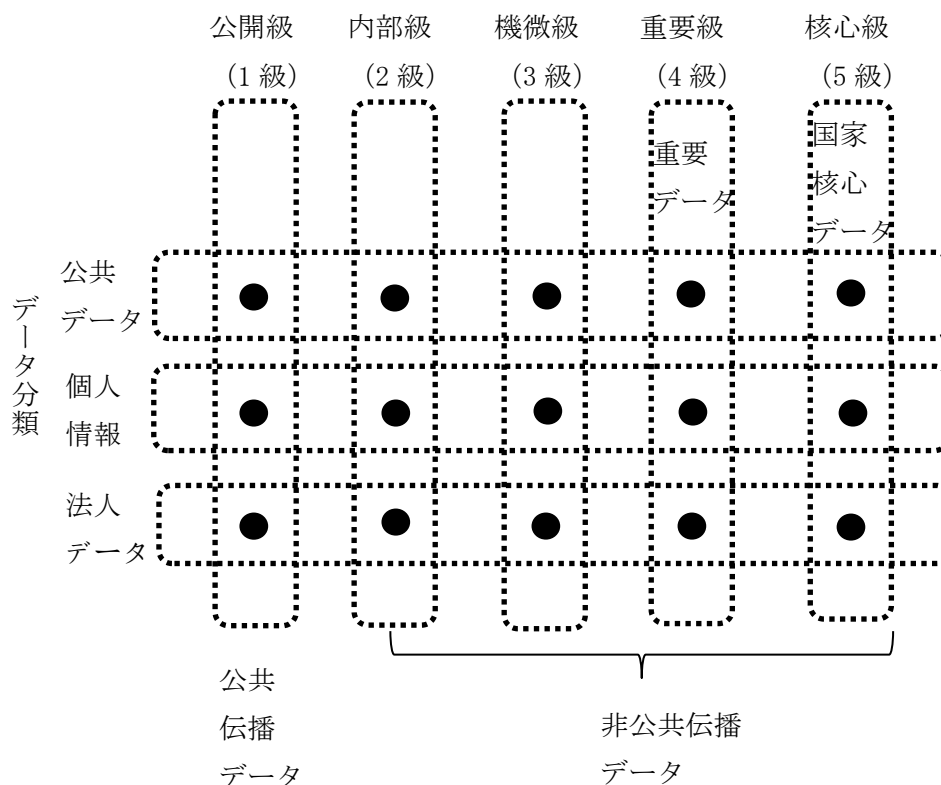 公開級 内部級 機微級 重要級 核心級
(1 級) (2 級) (3 級) (4 級) (5 級)
重要
データ
国家
核心
データ
データ分類
公共
データ
個人
情報
法人
データ
公共
伝播
データ
非公共伝播
データ